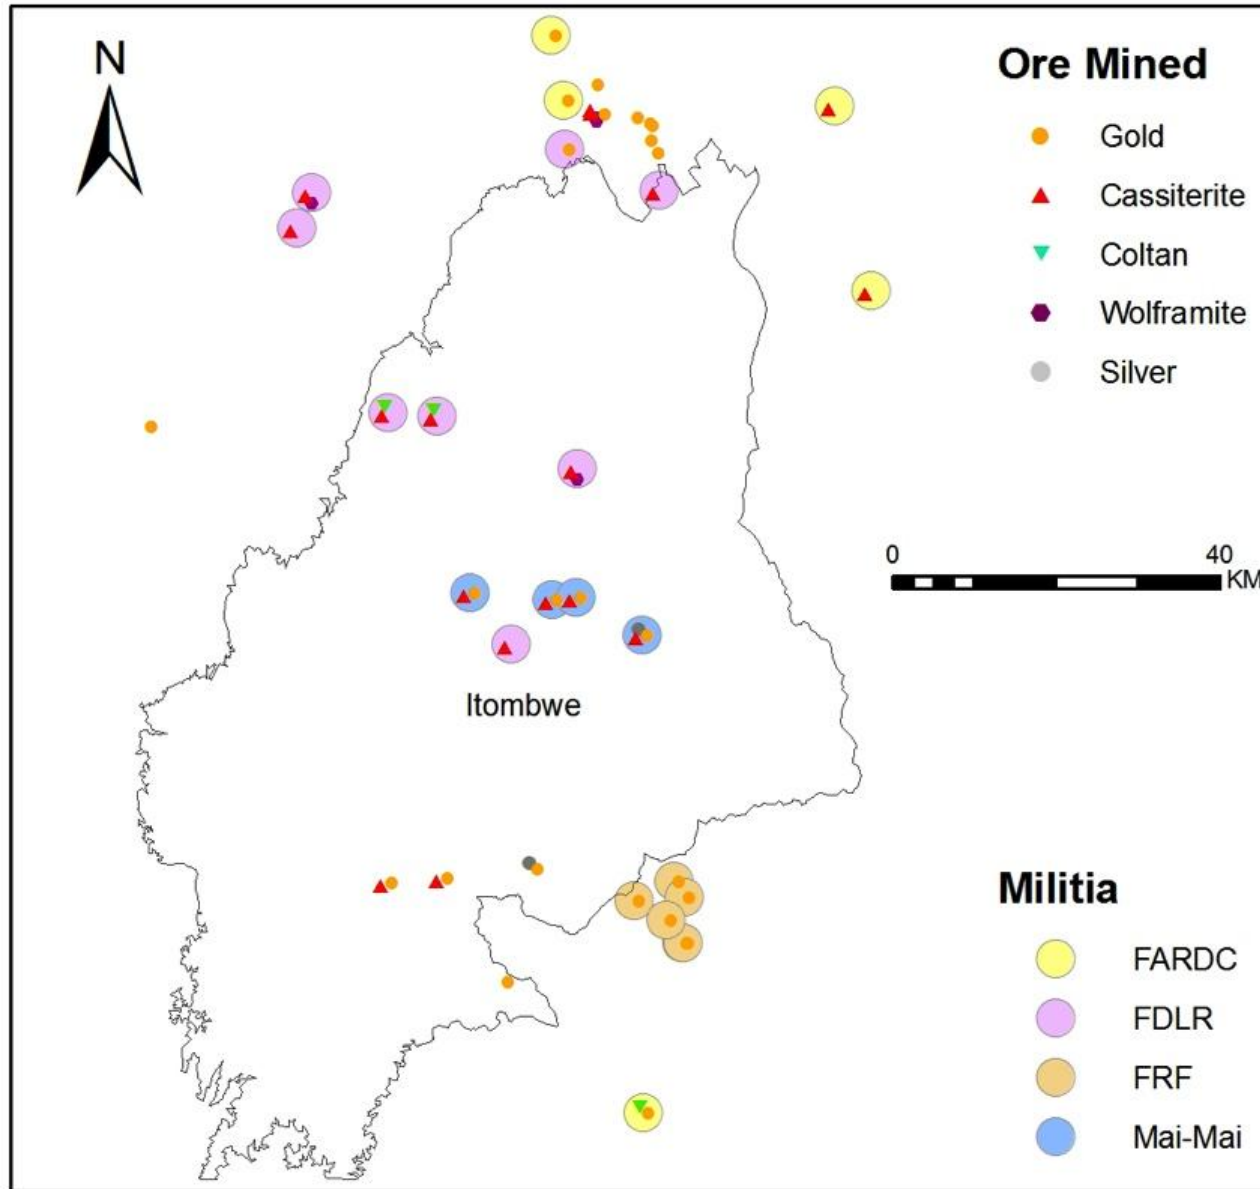 N
Ore Mined
Gold
Cassiterite
Coltan
Wolframite
Silver
0 40
KM
Itombwe
Militia
FARDC
FDLR
FRF
Mai-Mai